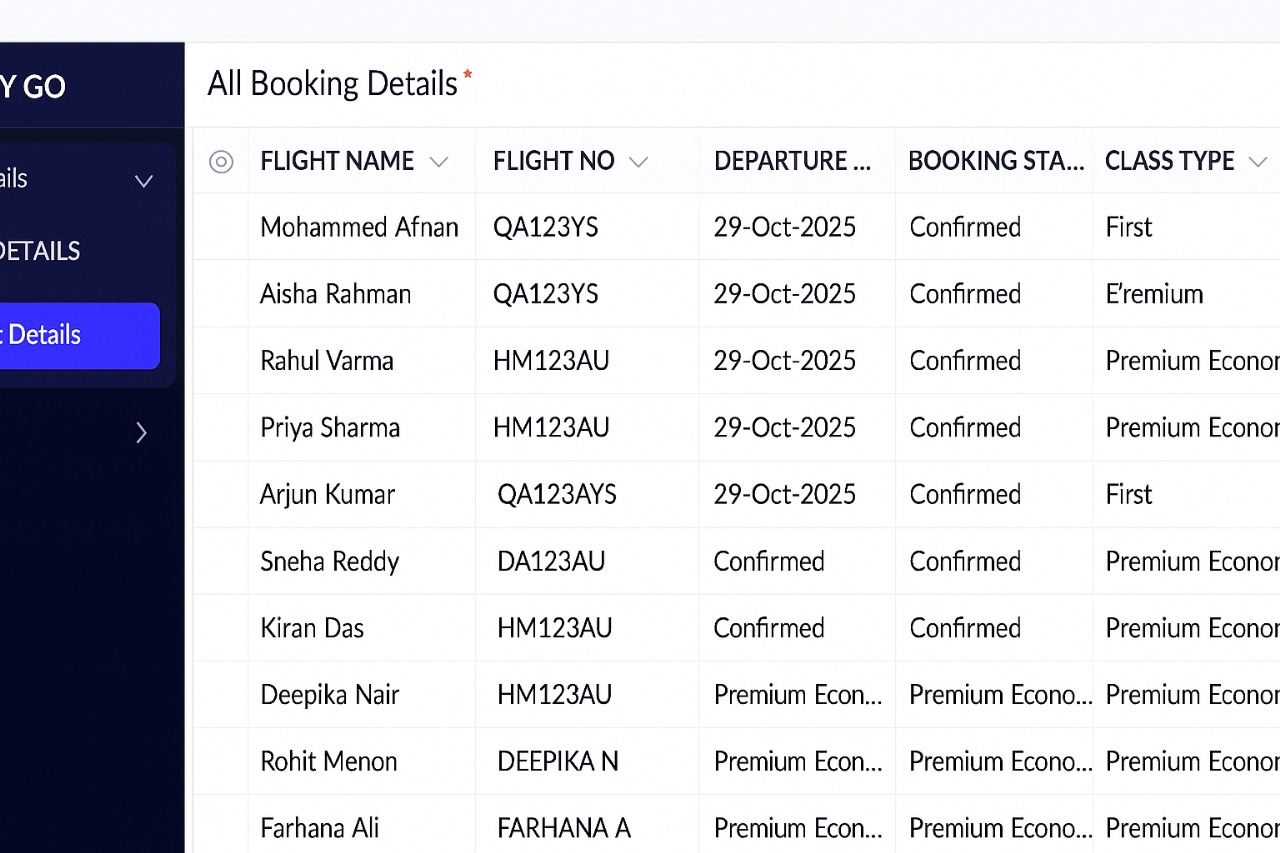 Y GO
ails
DETAILS
t Details
All Booking Details*
FLIGHT NAME FLIGHT NO DEPARTURE ... BOOKING STA... CLASS TYPE
Mohammed Afnan QA123YS 29-Oct-2025 Confirmed First
Aisha Rahman QA123YS 29-Oct-2025 Confirmed E'remium
Rahul Varma HM123AU 29-Oct-2025 Confirmed Premium Econor
Priya Sharma HM123AU 29-Oct-2025 Confirmed Premium Econor
Arjun Kumar QA123AYS 29-Oct-2025 Confirmed First
Sneha Reddy DA123AU Confirmed Confirmed Premium Econor
Kiran Das HM123AU Confirmed Confirmed Premium Econor
Deepika Nair HM123AU Premium Econ... Premium Econo... Premium Econor
Rohit Menon DEEPIKA N Premium Econ... Premium Econo... Premium Econor
Farhana Ali FARHANA A Premium Econ... Premium Econo... Premium Econor